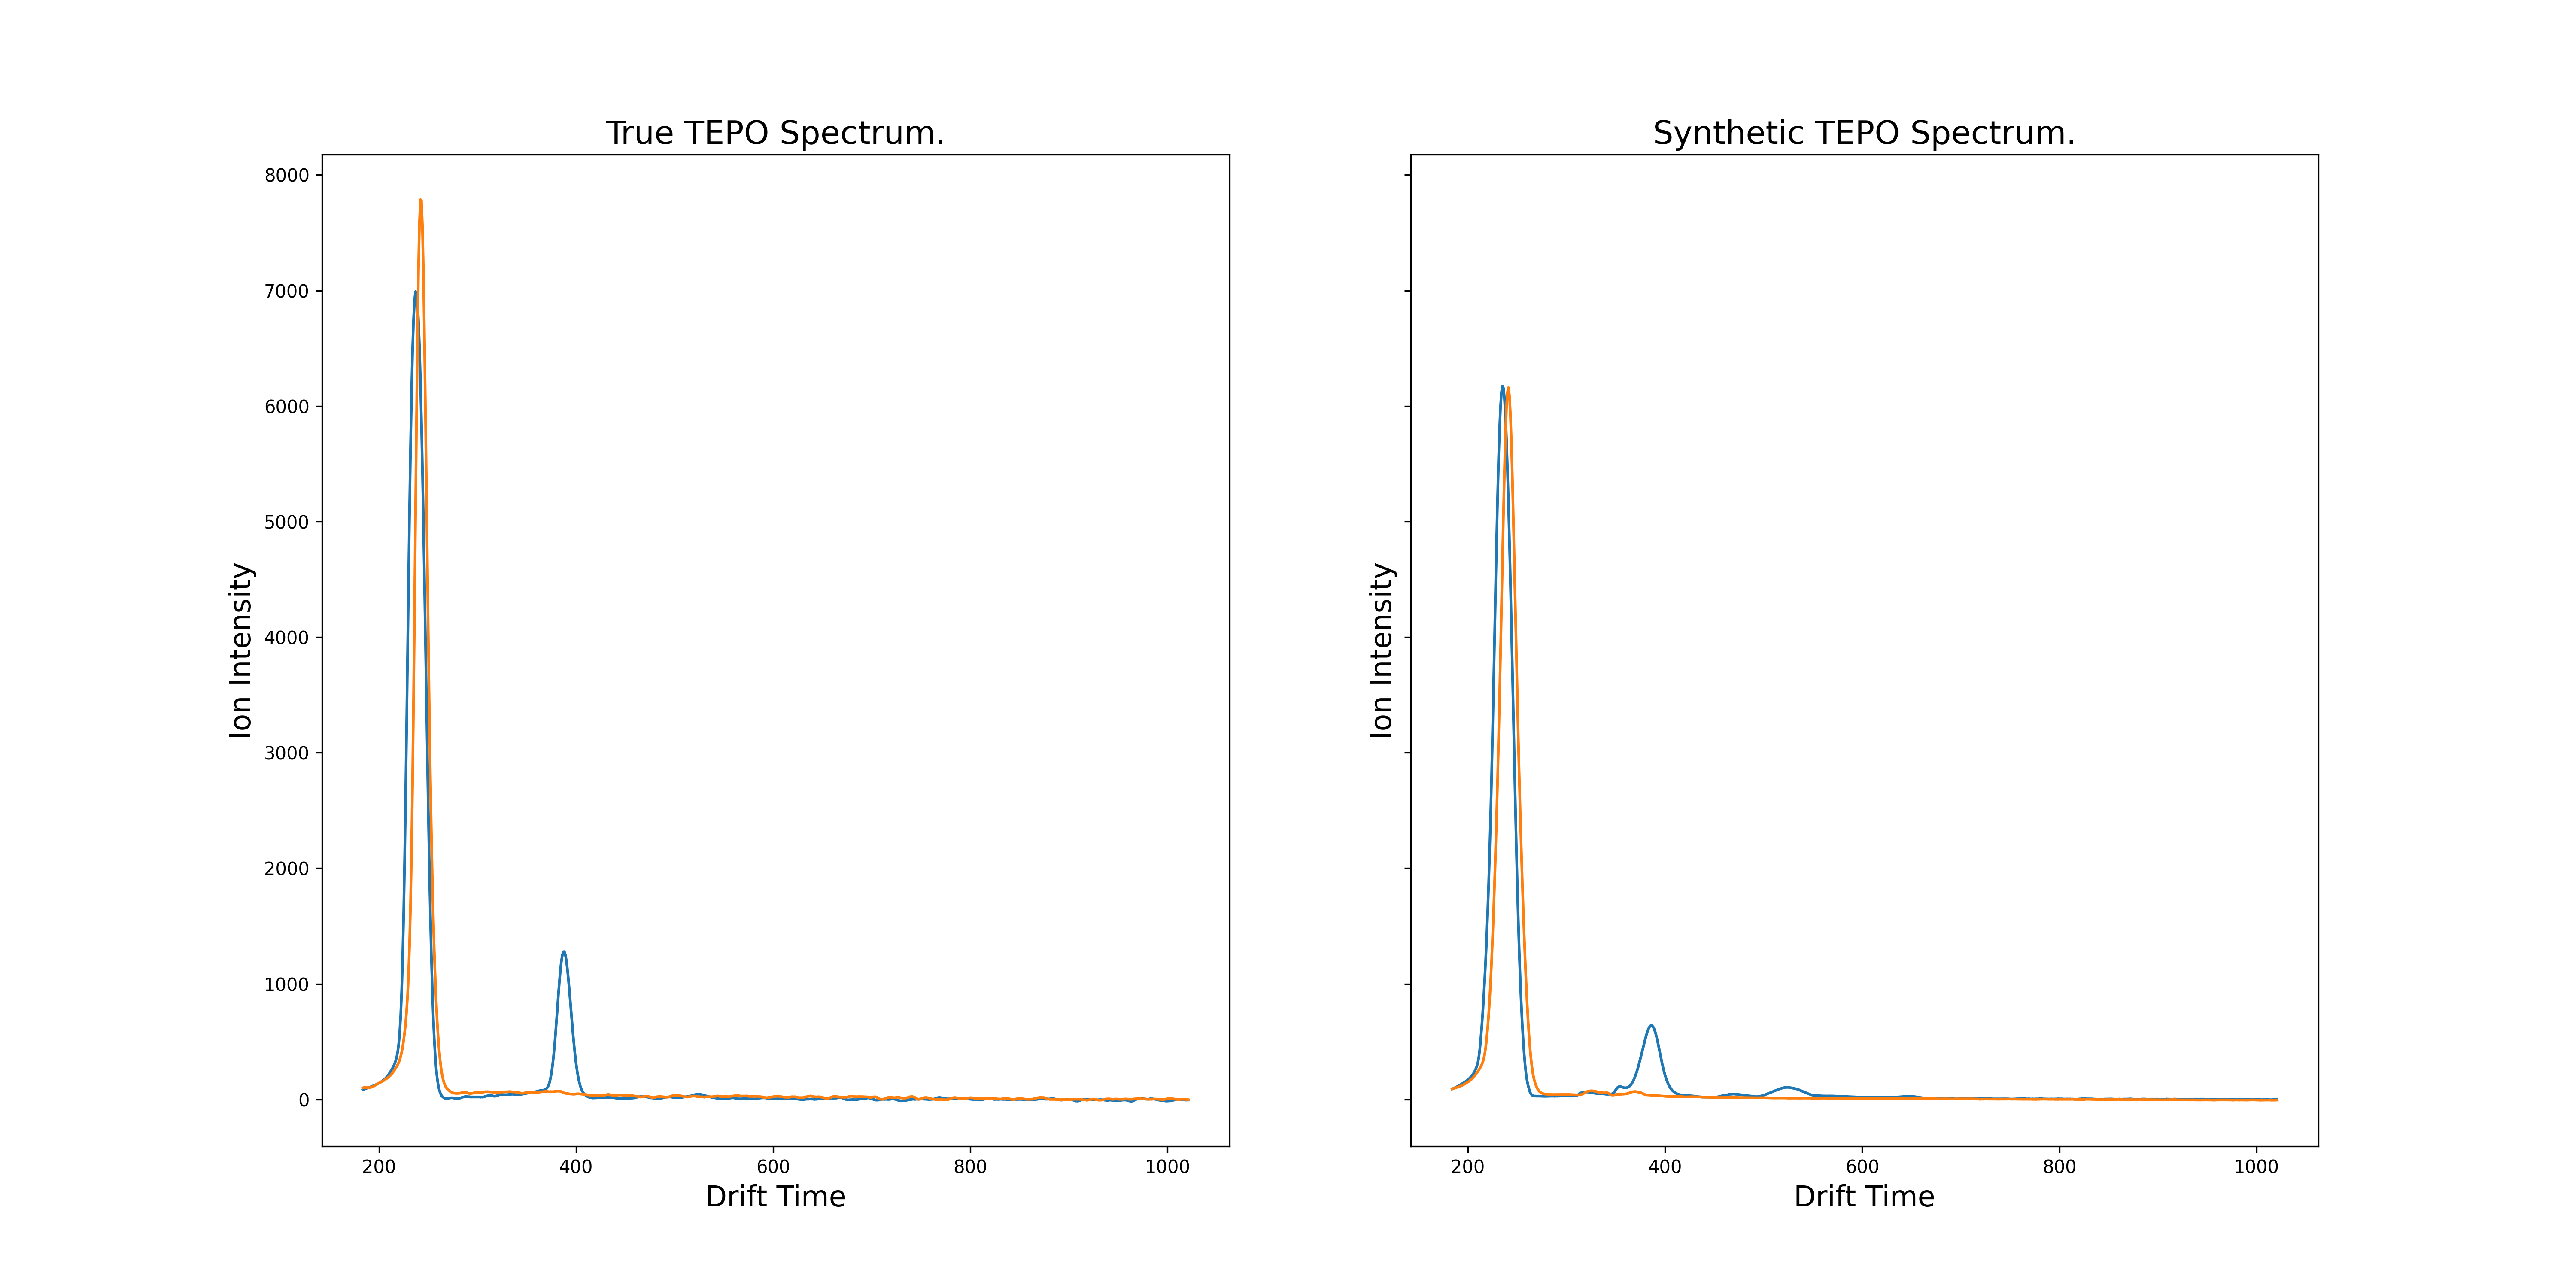 True TEPO Spectrum.
8000
7000
6000
5000
4000
3000
2000
1000
0
Ion Intensity
200 400 600 800 1000
Drift Time
Synthetic TEPO Spectrum.
Ion Intensity
200 400 600 800 1000
Drift Time